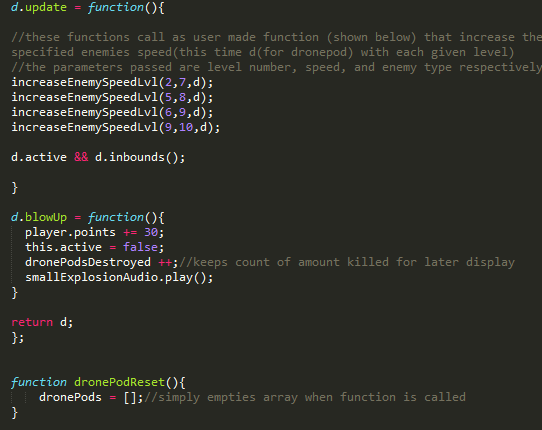 d.update = function(){
//these functions call as user made function (shown below) that increase the
specified enemies speed(this time d(for dronepod) with each given level)
//the parameters passed are level number, speed, and enemy type respectively
increaseEnemySpeedLvl(2,7,d);
increaseEnemySpeedLvl(5,8,d);
increaseEnemySpeedLvl(6,9,d);
increaseEnemySpeedLvl(9,10,d);
d.active && d.inbounds();
}
d.blowUp = function(){
player.points += 30;
this.active = false;
dronePodsDestroyed ++;//keeps count of amount killed for later display
smallExplosionAudio.play();
}
return d;
};
function dronePodReset(){
dronePods = [];//simply empties array when function is called
}